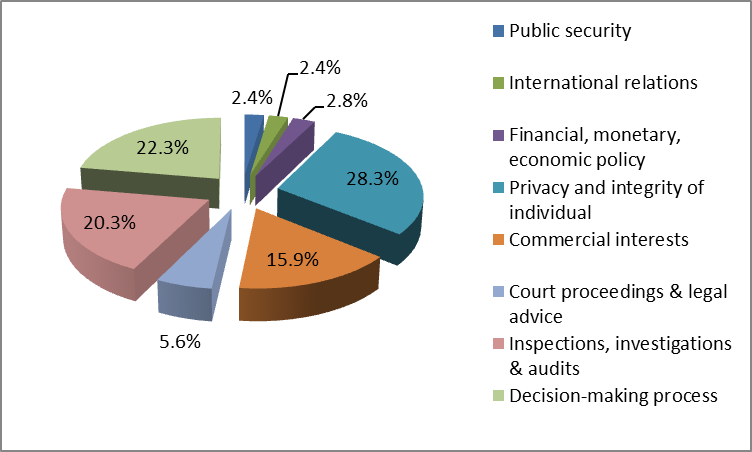 2.4%
2.4%
2.8%
28.3%
15.9%
5.6%
20.3%
22.3%
Public security
International relations
Financial, monetary,
economic policy
Privacy and integrity of
individual
Commercial interests
Court proceedings & legal
advice
Inspections, investigations
& audits
Decision-making process